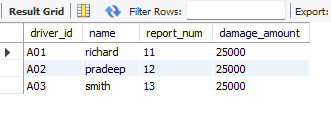 Result Grid Filter Rows: Export:
driver_id name report_num damage_amount
A01 richard 11 25000
A02 pradeep 12 25000
A03 smith 13 25000